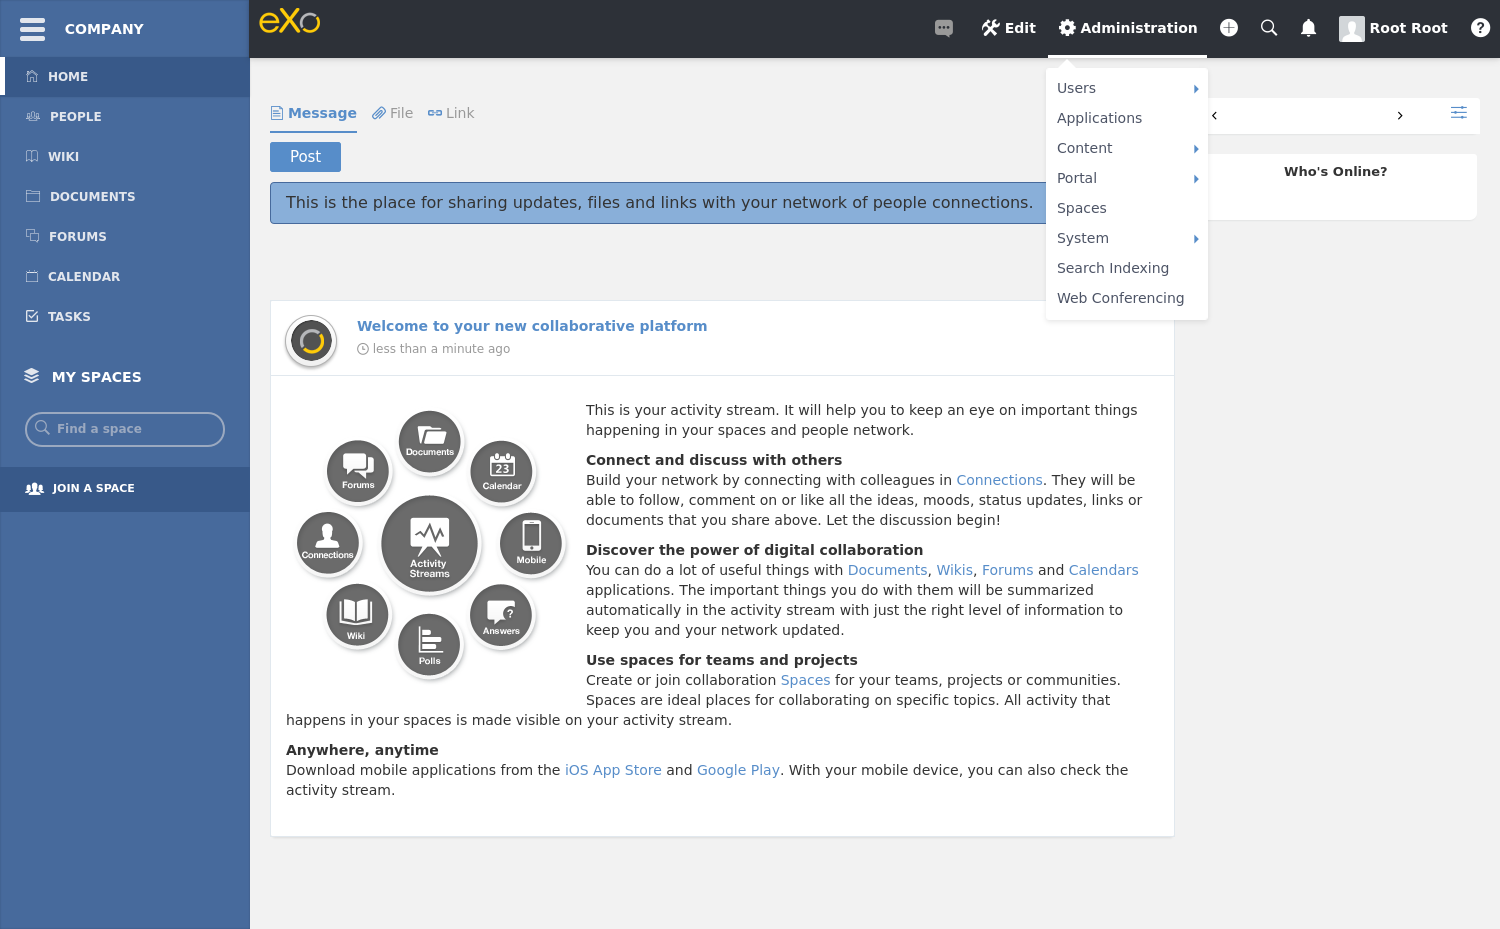 COMPANY
eXo
Edit
Administration
Root Root
HOME
PEOPLE
WIKI
DOCUMENTS
FORUMS
CALENDAR
TASKS
MY SPACES
Find a space
JOIN A SPACE
Message
File
Link
Post
This is the place for sharing updates, files and links with your network of people connections.
Users
Applications
Content
Portal
Spaces
System
Search Indexing
Web Conferencing
Who's Online?
Welcome to your new collaborative platform
less than a minute ago
Documents
Forums
23
Calendar
Connections
Activity
Streams
Mobile
Wiki
?
Answers
Polls
This is your activity stream. It will help you to keep an eye on important things
happening in your spaces and people network.
Connect and discuss with others
Build your network by connecting with colleagues in Connections. They will be
able to follow, comment on or like all the ideas, moods, status updates, links or
documents that you share above. Let the discussion begin!
Discover the power of digital collaboration
You can do a lot of useful things with Documents, Wikis, Forums and Calendars
applications. The important things you do with them will be summarized
automatically in the activity stream with just the right level of information to
keep you and your network updated.
Use spaces for teams and projects
Create or join collaboration Spaces for your teams, projects or communities.
Spaces are ideal places for collaborating on specific topics. All activity that
happens in your spaces is made visible on your activity stream.
Anywhere, anytime
Download mobile applications from the iOS App Store and Google Play. With your mobile device, you can also check the
activity stream.